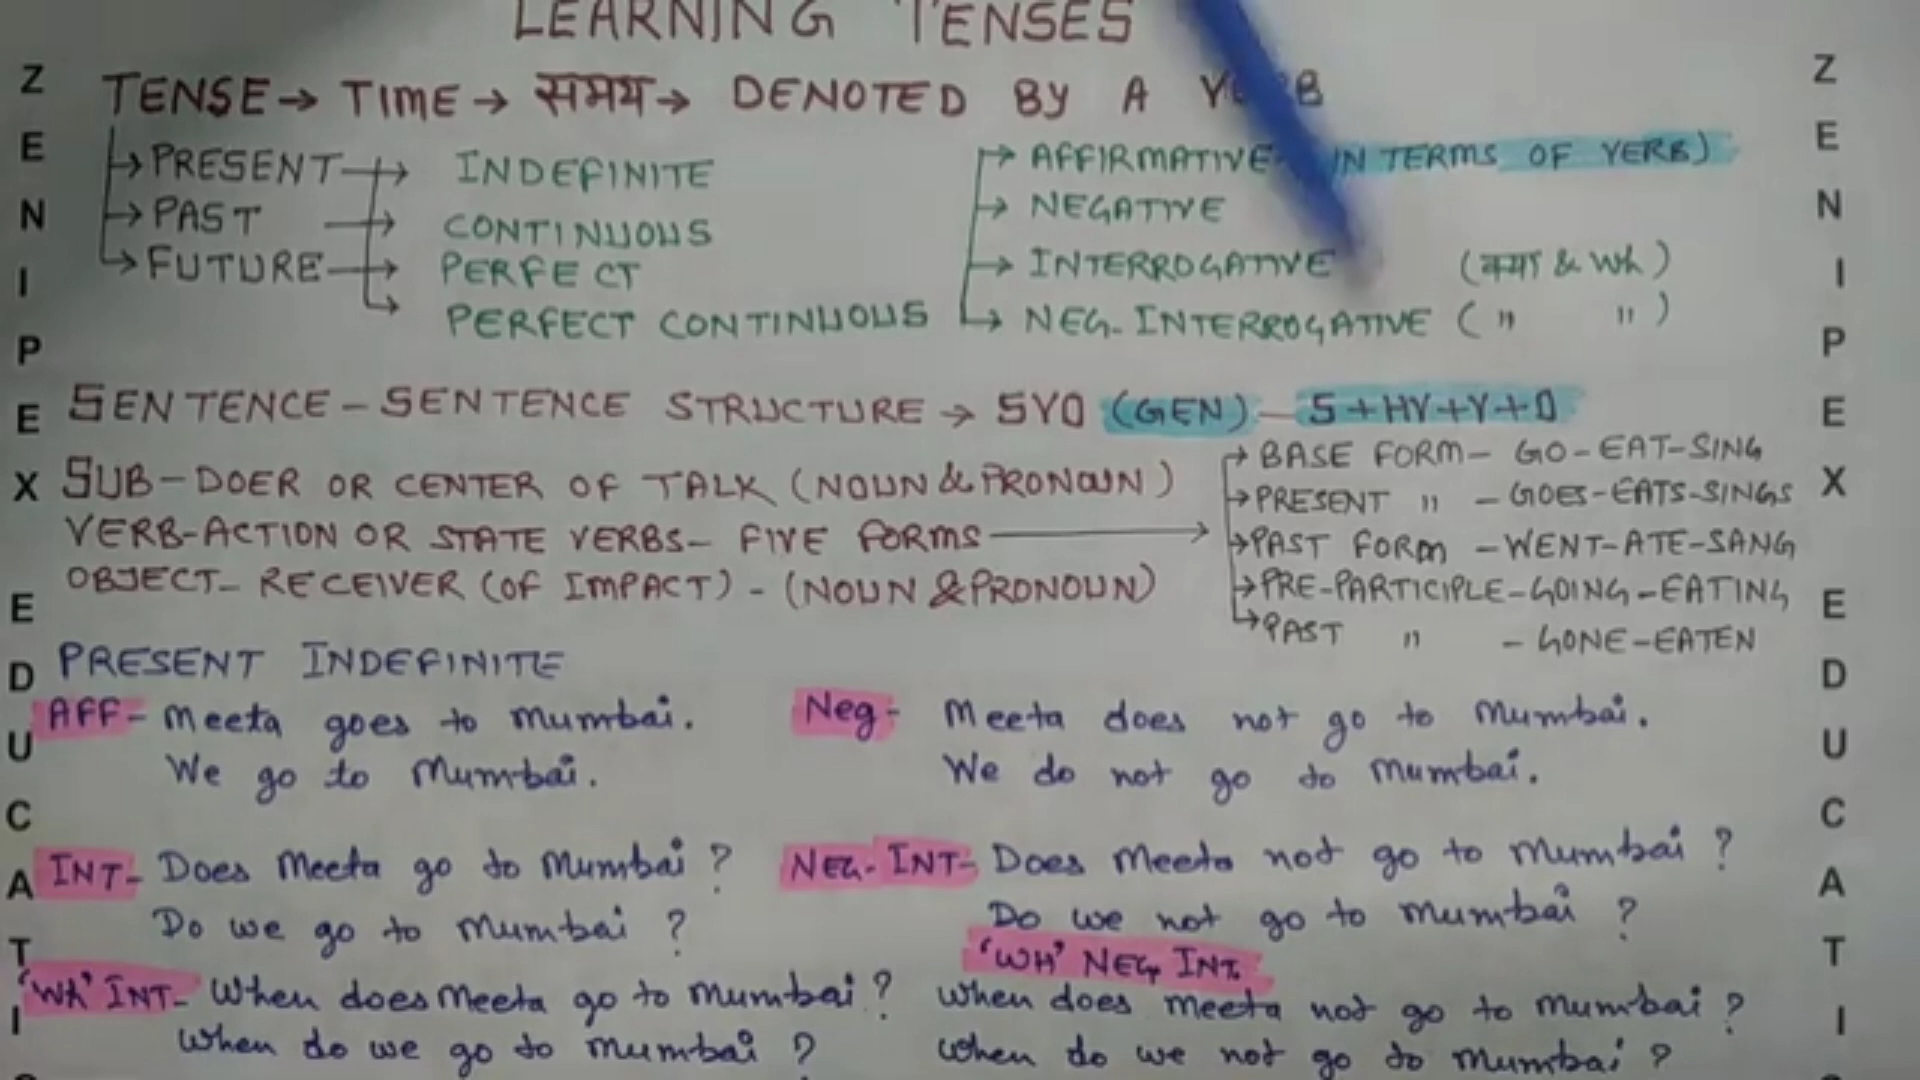 LEARNING TENSES
TENSE→ TIME→ समय→ DENOTED BY A
PRESENT → INDEFINITE
PAST → CONTINUOUS
FUTURE → PERFECT
PERFECT CONTINUOUS
AFFIRMATIVE IN TERMS OF VERB)
NEGATIVE
INTERROGATIVE (क्या & Wh)
NEG. INTERROGATIVE ( " " )
SENTENCE - SENTENCE STRUCTURE → SVO (GEN) - S+HV+V+O
SUB-DOER OR CENTER OF TALK (NOUN & PRONOUN)
VERB-ACTION OR STATE VERBS- FIVE FORMS →
OBJECT- RECEIVER (OF IMPACT) - (NOUN & PRONOUN)
BASE FORM- GO-EAT-SING
PRESENT " - GOES-EATS-SINGS
PAST FORM - WENT-ATE-SANG
PRE-PARTICIPLE-GOING-EATING
PAST " - GONE-EATEN
PRESENT INDEFINITE
AFF- Meeta goes to Mumbai.
We go to Mumbai.
Neg- Meeta does not go to Mumbai.
We do not go to Mumbai.
INT- Does Meeta go to Mumbai ?
Do we go to Mumbai ?
NEG-INT- Does Meeta not go to Mumbai ?
Do we not go to Mumbai ?
'Wh' INT- When does Meeta go to Mumbai ?
When do we go to Mumbai ?
'WH' NEG INT.
When does Meeta not go to Mumbai ?
When do we not go to Mumbai ?
ZENIPEX EDUCATI
ZENIPEX EDUCATI